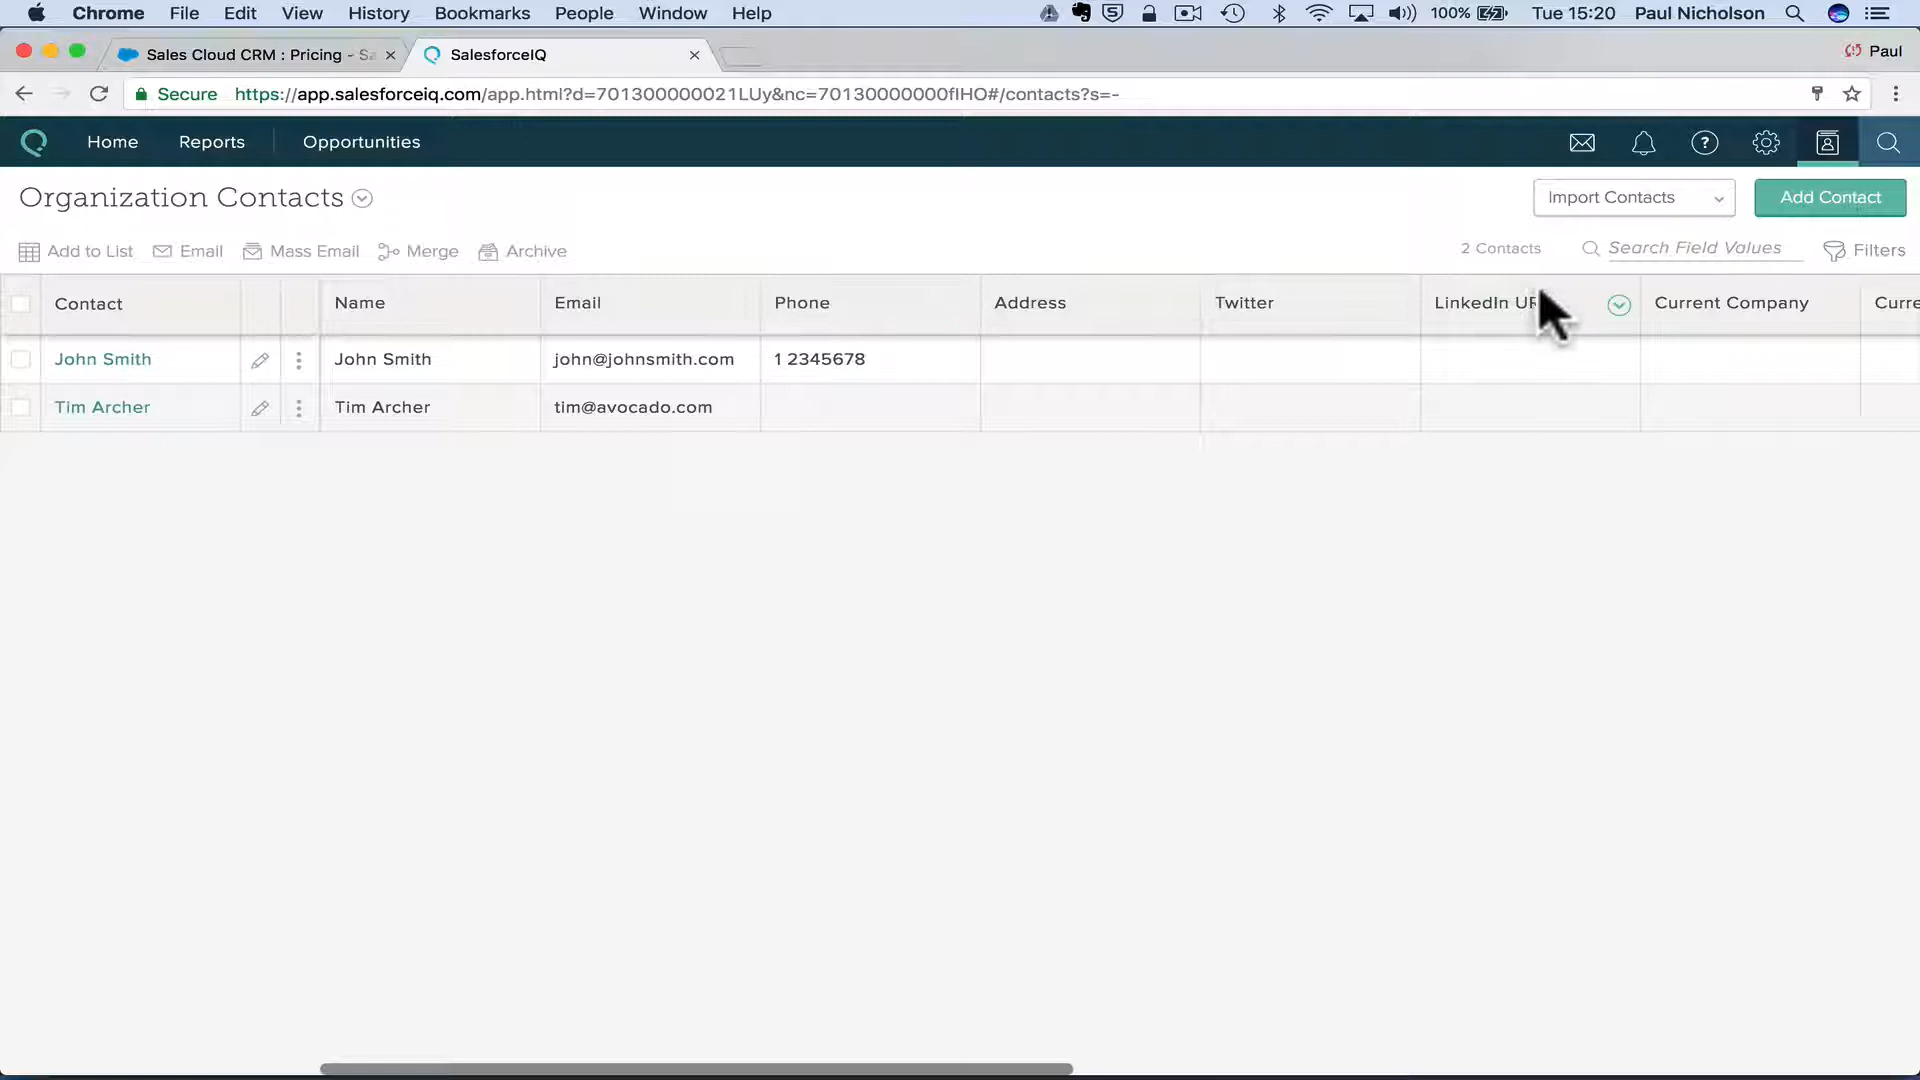 Chrome File Edit View History Bookmarks People Window Help 100% Tue 15:20 Paul Nicholson
Sales Cloud CRM : Pricing - Sa SalesforceIQ Paul
Secure https://app.salesforceiq.com/app.html?d=701300000021LUy&nc=70130000000fIHO#/contacts?s=-
Home Reports Opportunities
Organization Contacts Import Contacts Add Contact
Add to List Email Mass Email Merge Archive 2 Contacts Search Field Values Filters
Contact Name Email Phone Address Twitter LinkedIn UR Current Company Curre
John Smith John Smith john@johnsmith.com 1 2345678
Tim Archer Tim Archer tim@avocado.com